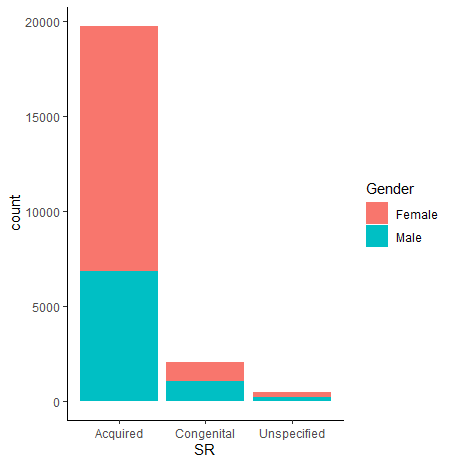 20000
15000
10000
5000
0
count
Acquired
Congenital
Unspecified
SR
Gender
Female
Male